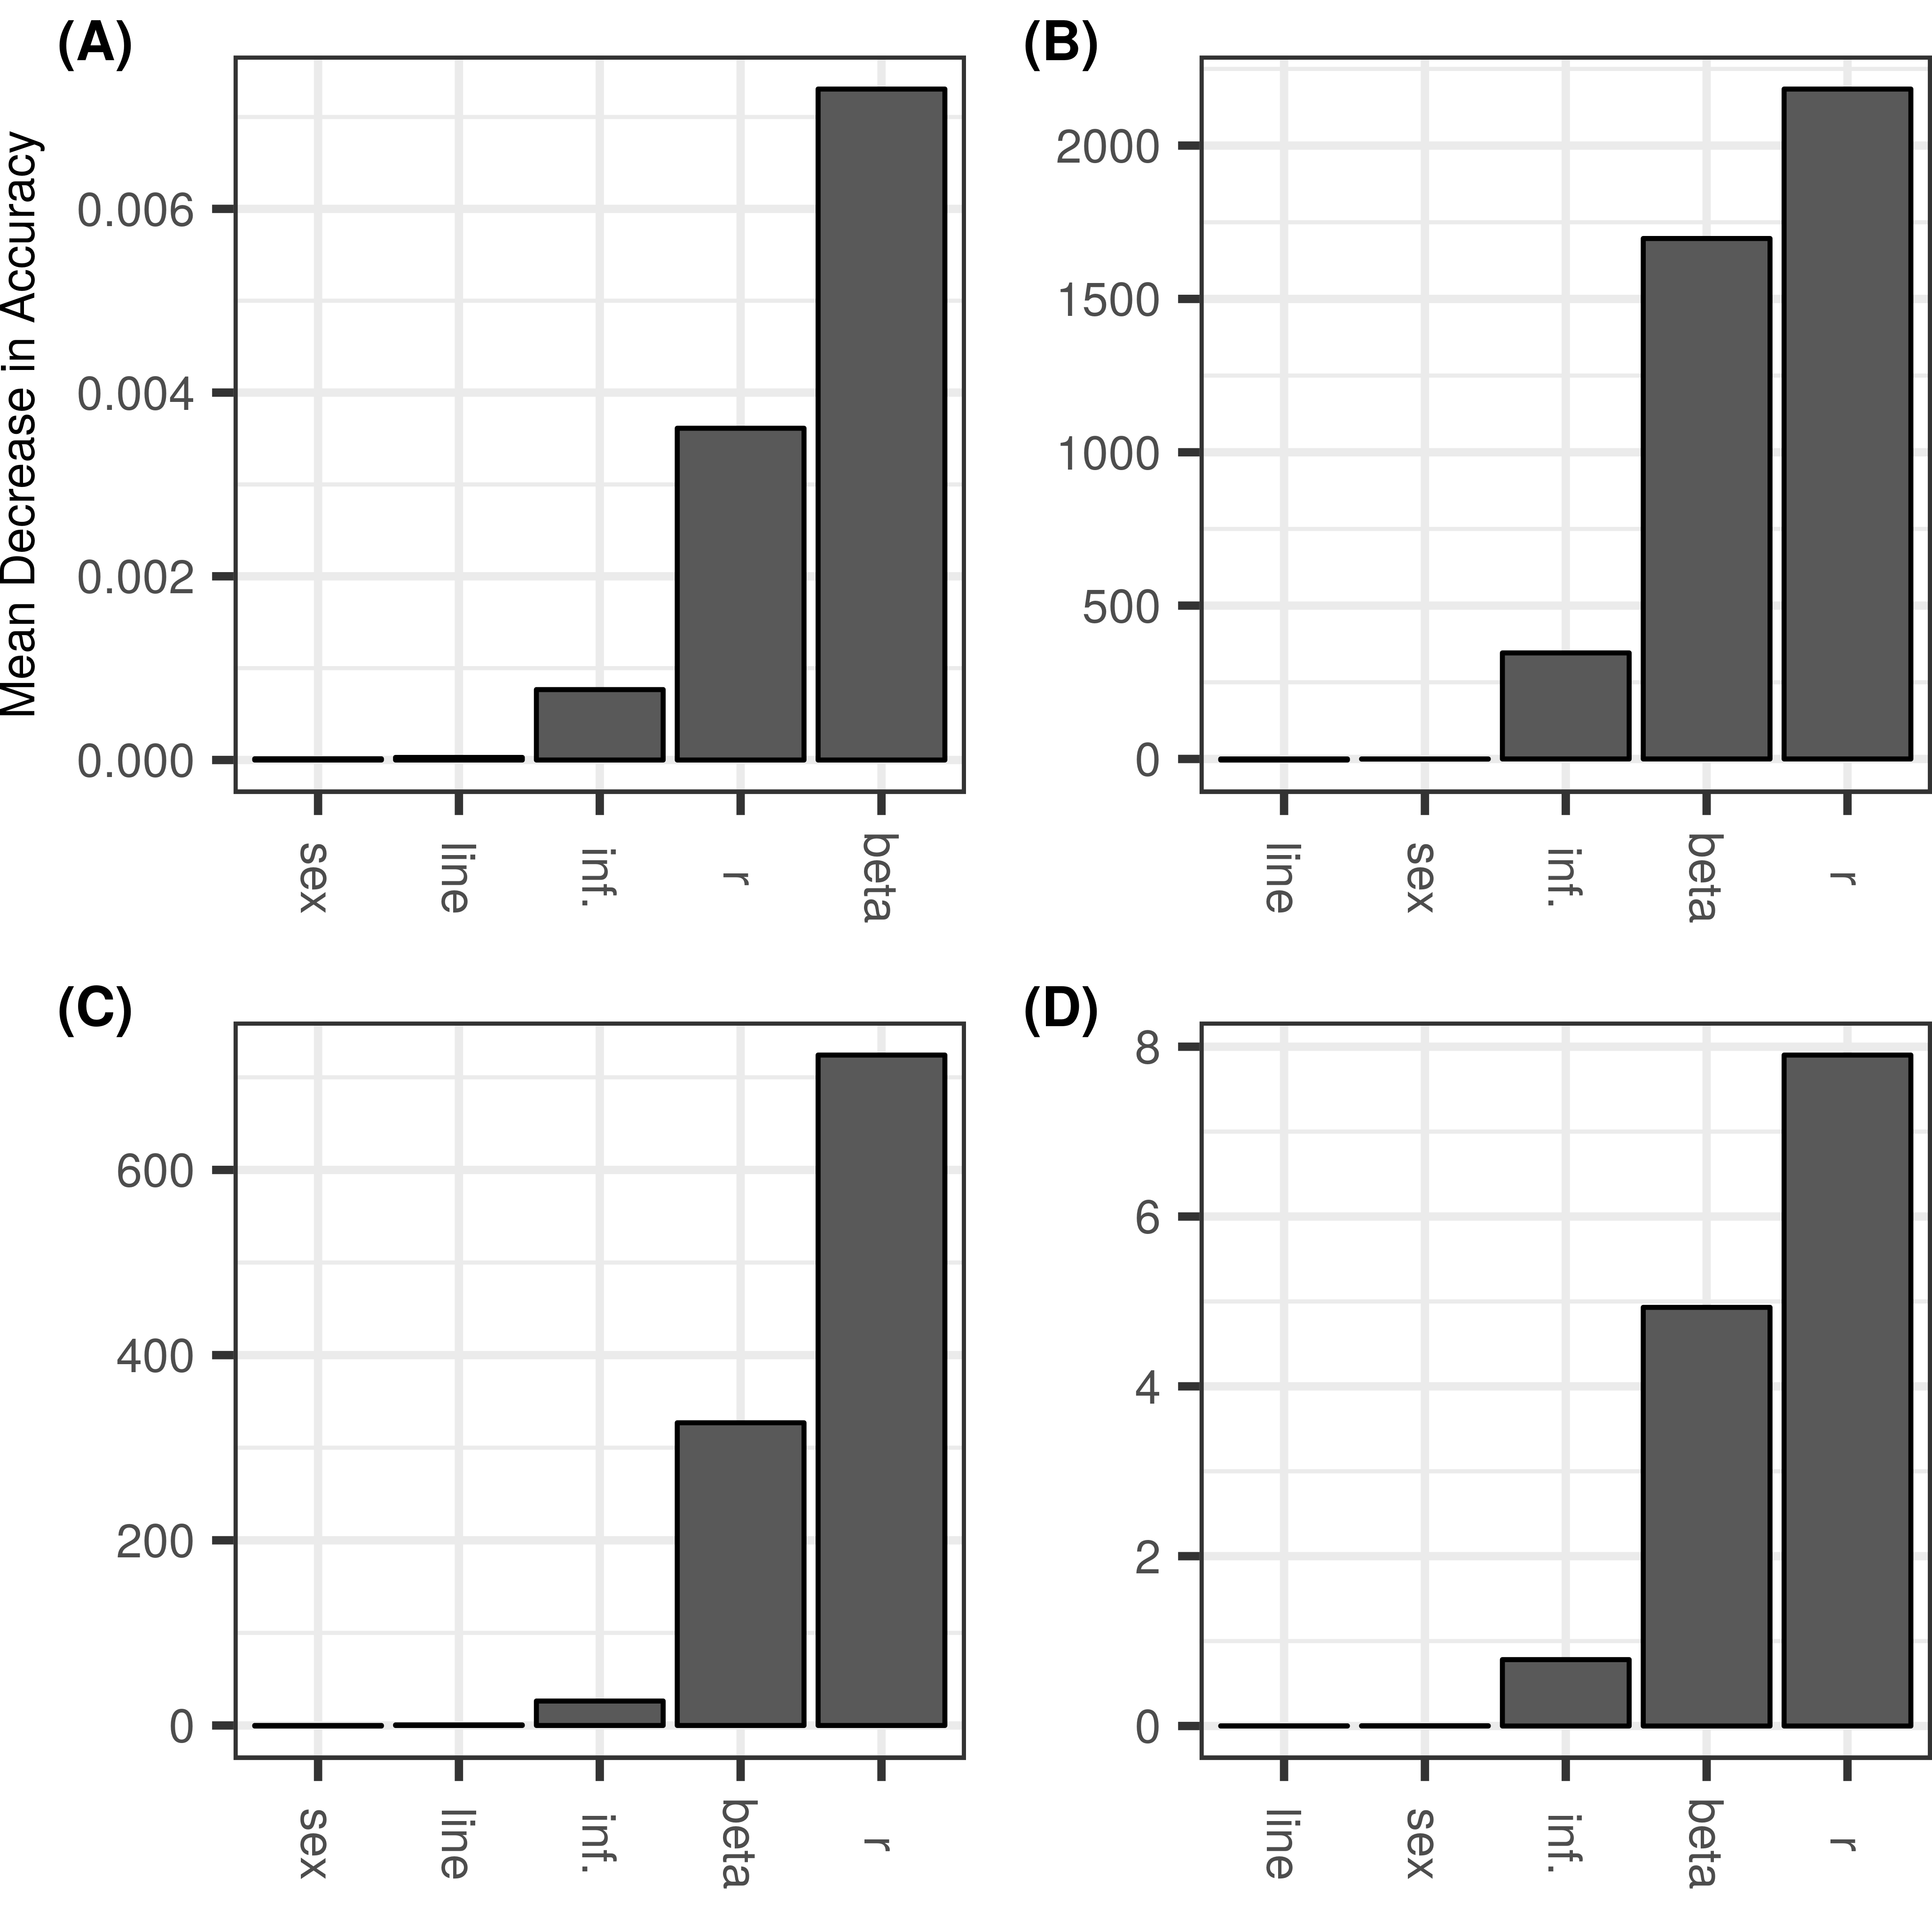 (A)
Mean Decrease in Accuracy
0.006
0.004
0.002
0.000
sex
line
inf.
r
beta
(B)
2000
1500
1000
500
0
line
sex
inf.
beta
r
(C)
600
400
200
0
sex
line
inf.
beta
r
(D)
8
6
4
2
0
line
sex
inf.
beta
r